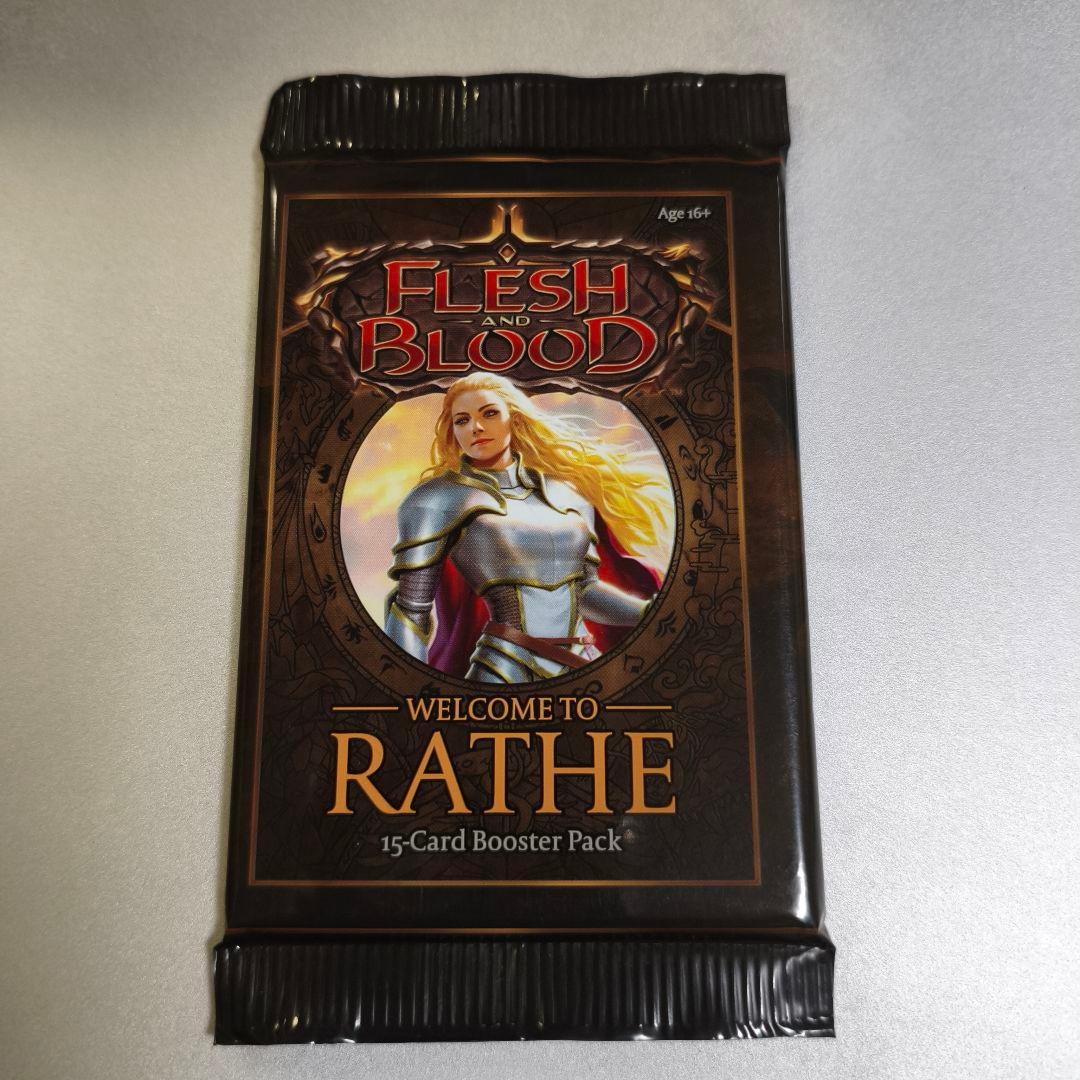 Age 16+
FLESH
AND
BLOOD
WELCOME TO
RATHE
15-Card Booster Pack